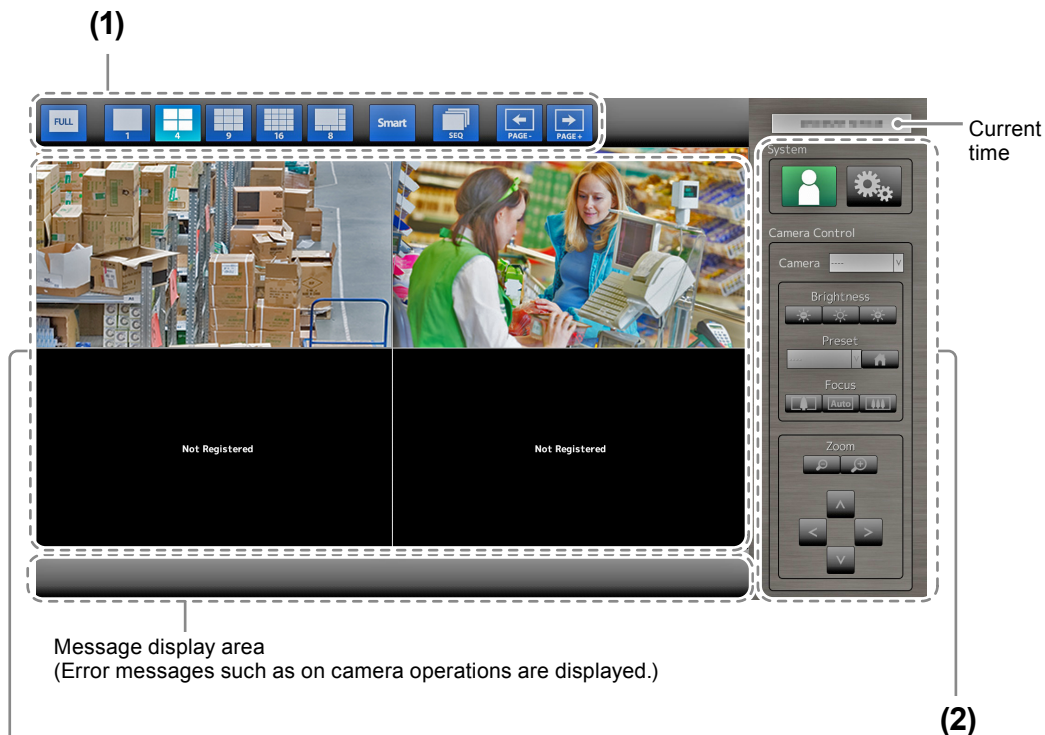 (1)
FULL
1
4
9
16
8
Smart
SEQ
PAGE -
PAGE +
Current
time
System
Camera Control
Camera ----
Brightness
Preset
----
Focus
Auto
Zoom
Not Registered
Not Registered
Message display area
(Error messages such as on camera operations are displayed.)
(2)